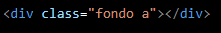 <div class="fondo a"></div>